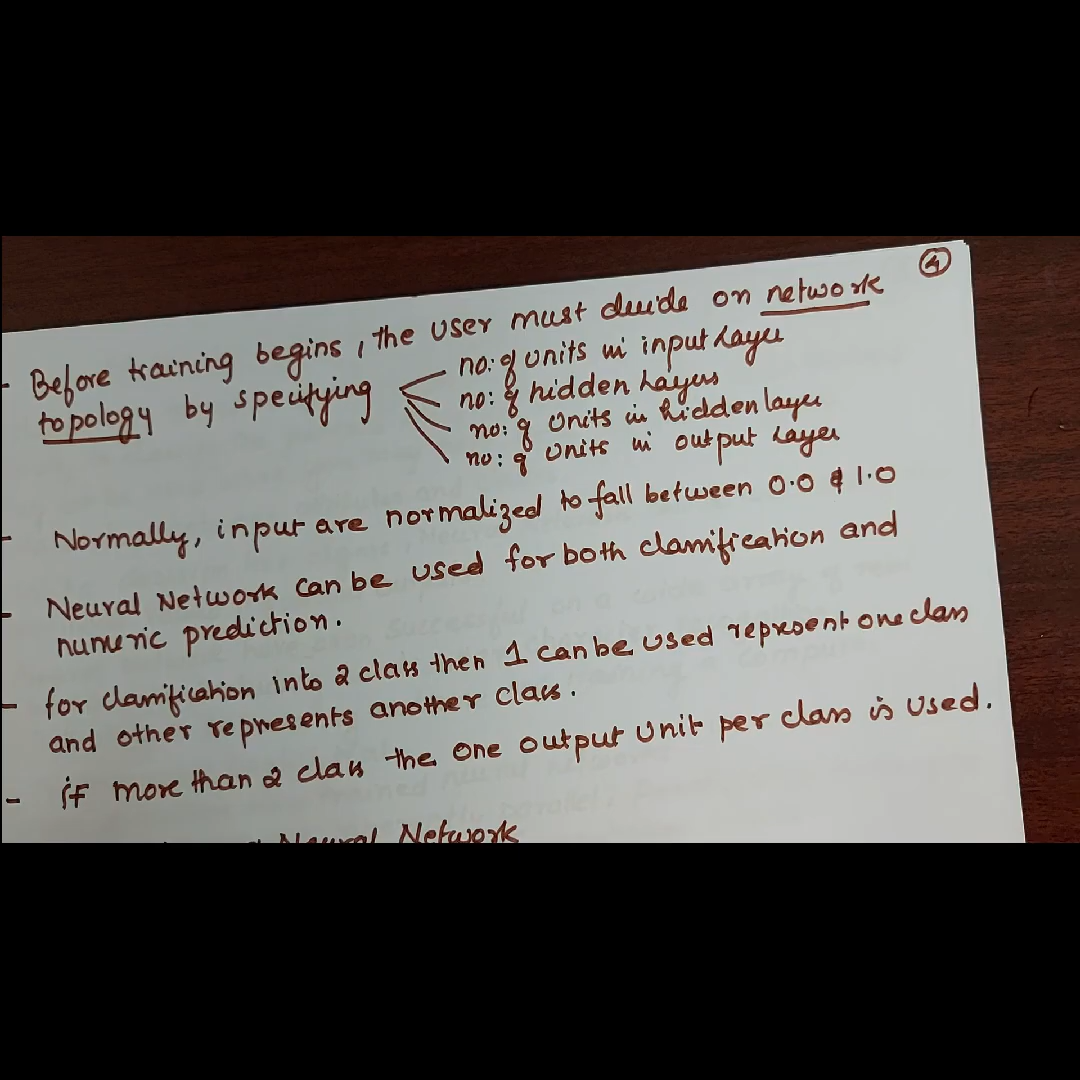 4
- Before training begins, the user must decide on network
topology by specifying
no: of units in input Layer
no: of hidden Layers
no: of Units in hidden layer
no: of Units in output Layer
- Normally, input are normalized to fall between 0.0 & 1.0
- Neural Network can be used for both classification and
numeric prediction.
- for classification into 2 class then 1 can be used represent one class
and other represents another class.
- if more than 2 class the one output Unit per class is used.
Neural Network